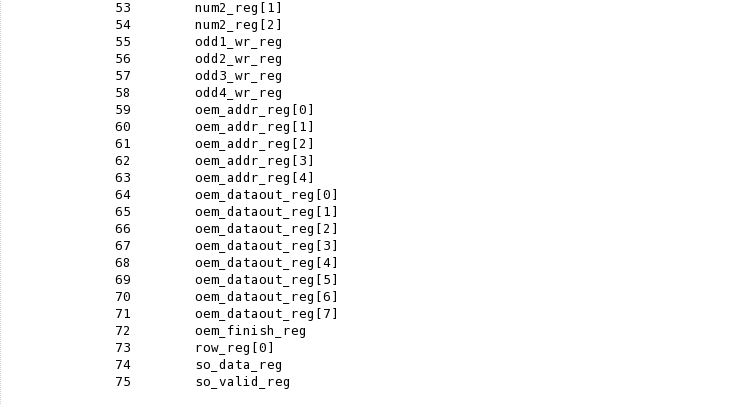 53 num2_reg[1]
54 num2_reg[2]
55 odd1_wr_reg
56 odd2_wr_reg
57 odd3_wr_reg
58 odd4_wr_reg
59 oem_addr_reg[0]
60 oem_addr_reg[1]
61 oem_addr_reg[2]
62 oem_addr_reg[3]
63 oem_addr_reg[4]
64 oem_dataout_reg[0]
65 oem_dataout_reg[1]
66 oem_dataout_reg[2]
67 oem_dataout_reg[3]
68 oem_dataout_reg[4]
69 oem_dataout_reg[5]
70 oem_dataout_reg[6]
71 oem_dataout_reg[7]
72 oem_finish_reg
73 row_reg[0]
74 so_data_reg
75 so_valid_reg